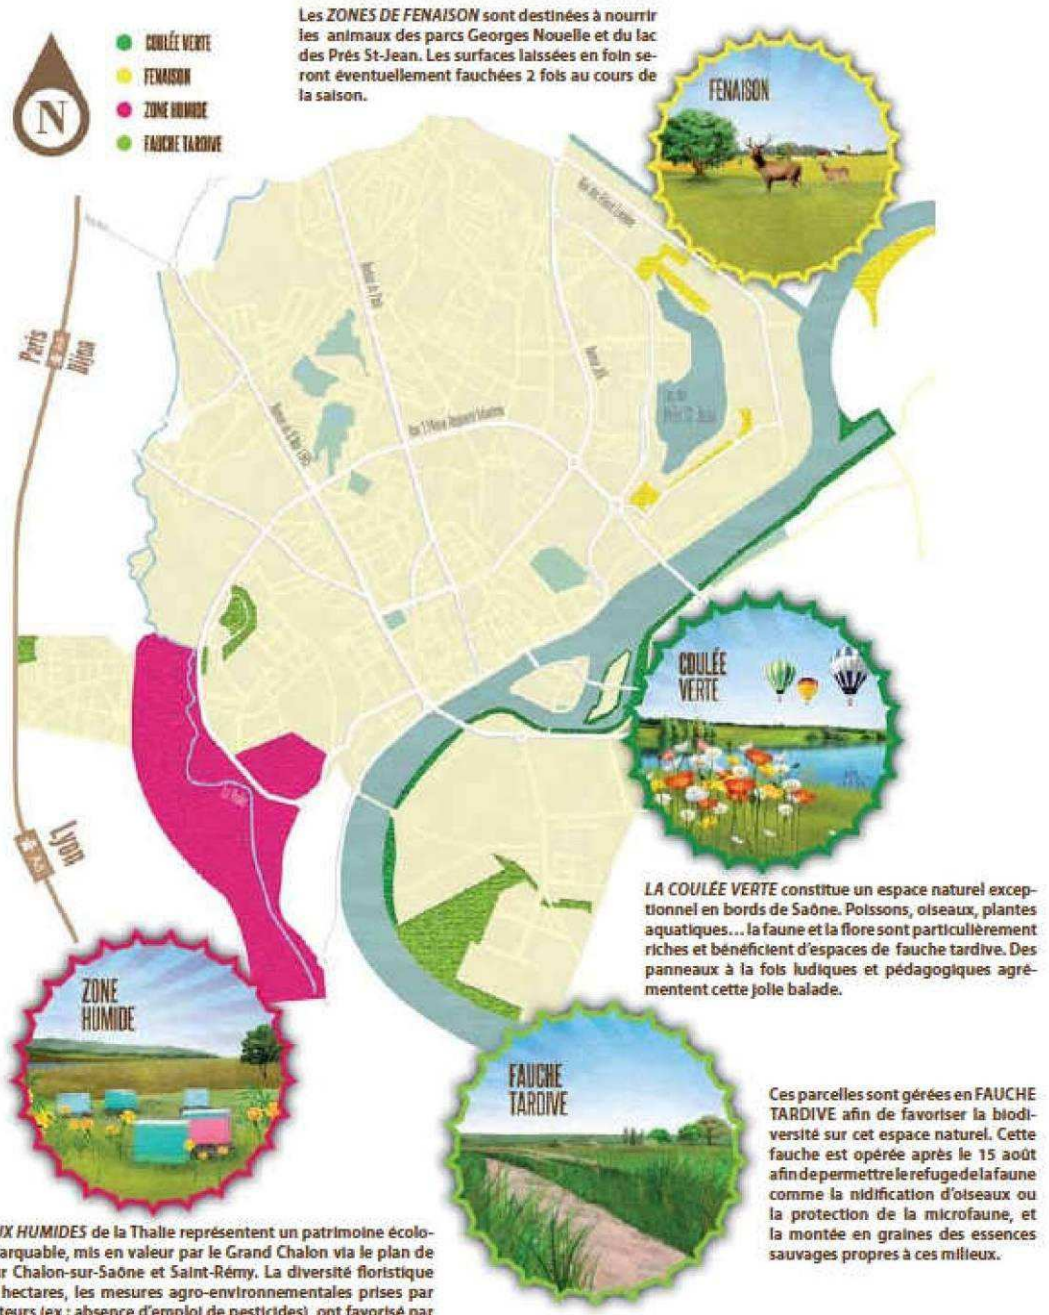 Les ZONES DE FENAISON sont destinées à nourrir
les animaux des parcs Georges Nouelle et du lac
des Prés St-Jean. Les surfaces laissées en foin se-
ront éventuellement fauchées 2 fois au cours de
la saison.
N
COULÉE VERTE
FENAISON
ZONE HUMIDE
FAUCHE TARDIVE
FENAISON
Paris
Dijon
A6
Lyon
A6
Prés St Jean
COULÉE
VERTE
LA COULÉE VERTE constitue un espace naturel excep-
tionnel en bords de Saône. Poissons, oiseaux, plantes
aquatiques... la faune et la flore sont particulièrement
riches et bénéficient d'espaces de fauche tardive. Des
panneaux à la fois ludiques et pédagogiques agré-
mentent cette jolie balade.
ZONE
HUMIDE
FAUCHE
TARDIVE
Ces parcelles sont gérées en FAUCHE
TARDIVE afin de favoriser la biodi-
versité sur cet espace naturel. Cette
fauche est opérée après le 15 août
afin de permettre le refuge de la faune
comme la nidification d'oiseaux ou
la protection de la microfaune, et
la montée en graines des essences
sauvages propres à ces milieux.
UX HUMIDES de la Thalie représentent un patrimoine écolo-
arquable, mis en valeur par le Grand Chalon via le plan de
r Chalon-sur-Saône et Saint-Rémy. La diversité floristique
hectares, les mesures agro-environnementales prises par
teurs (ex : absence d'emploi de pesticides), ont favorisé par